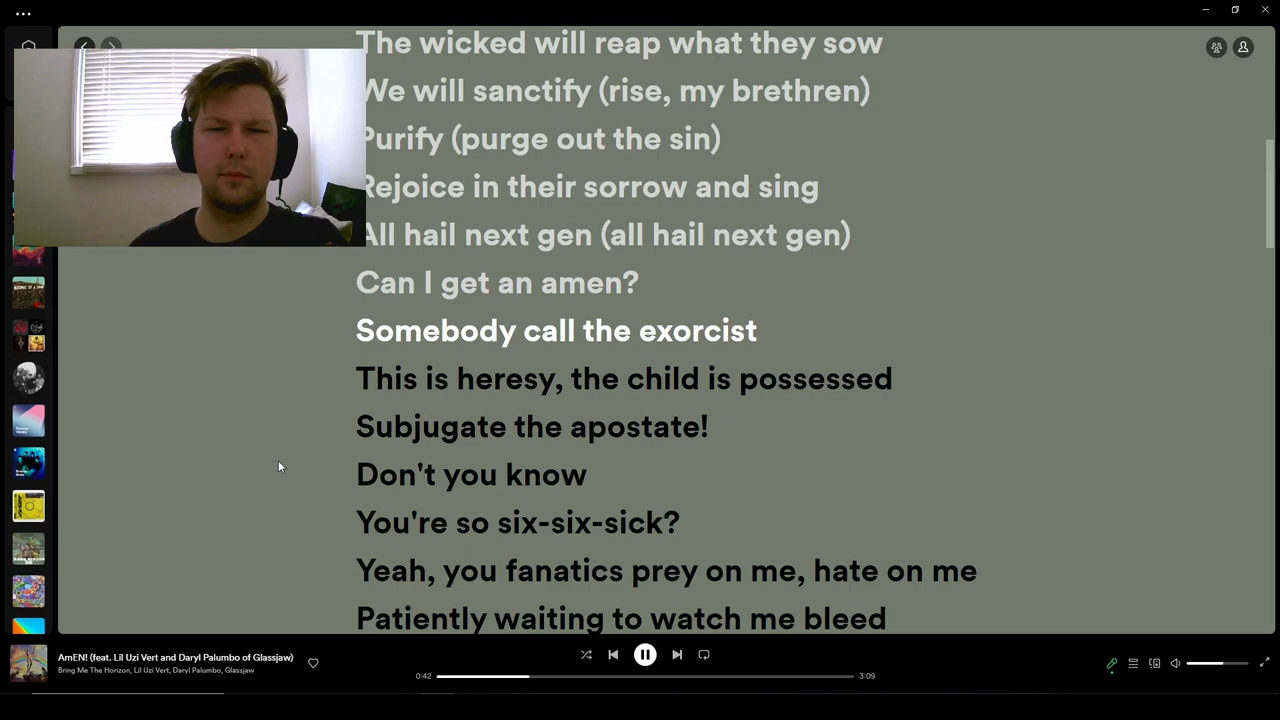 The wicked will reap what they sow
We will sanctify (rise, my brethren)
Purify (purge out the sin)
Rejoice in their sorrow and sing
All hail next gen (all hail next gen)
Can I get an amen?
Somebody call the exorcist
This is heresy, the child is possessed
Subjugate the apostate!
Don't you know
You're so six-six-sick?
Yeah, you fanatics prey on me, hate on me
Patiently waiting to watch me bleed
AmEN! (feat. Lil Uzi Vert and Daryl Palumbo of Glassjaw)
Bring Me The Horizon, Lil Uzi Vert, Daryl Palumbo, Glassjaw
0:42
3:09